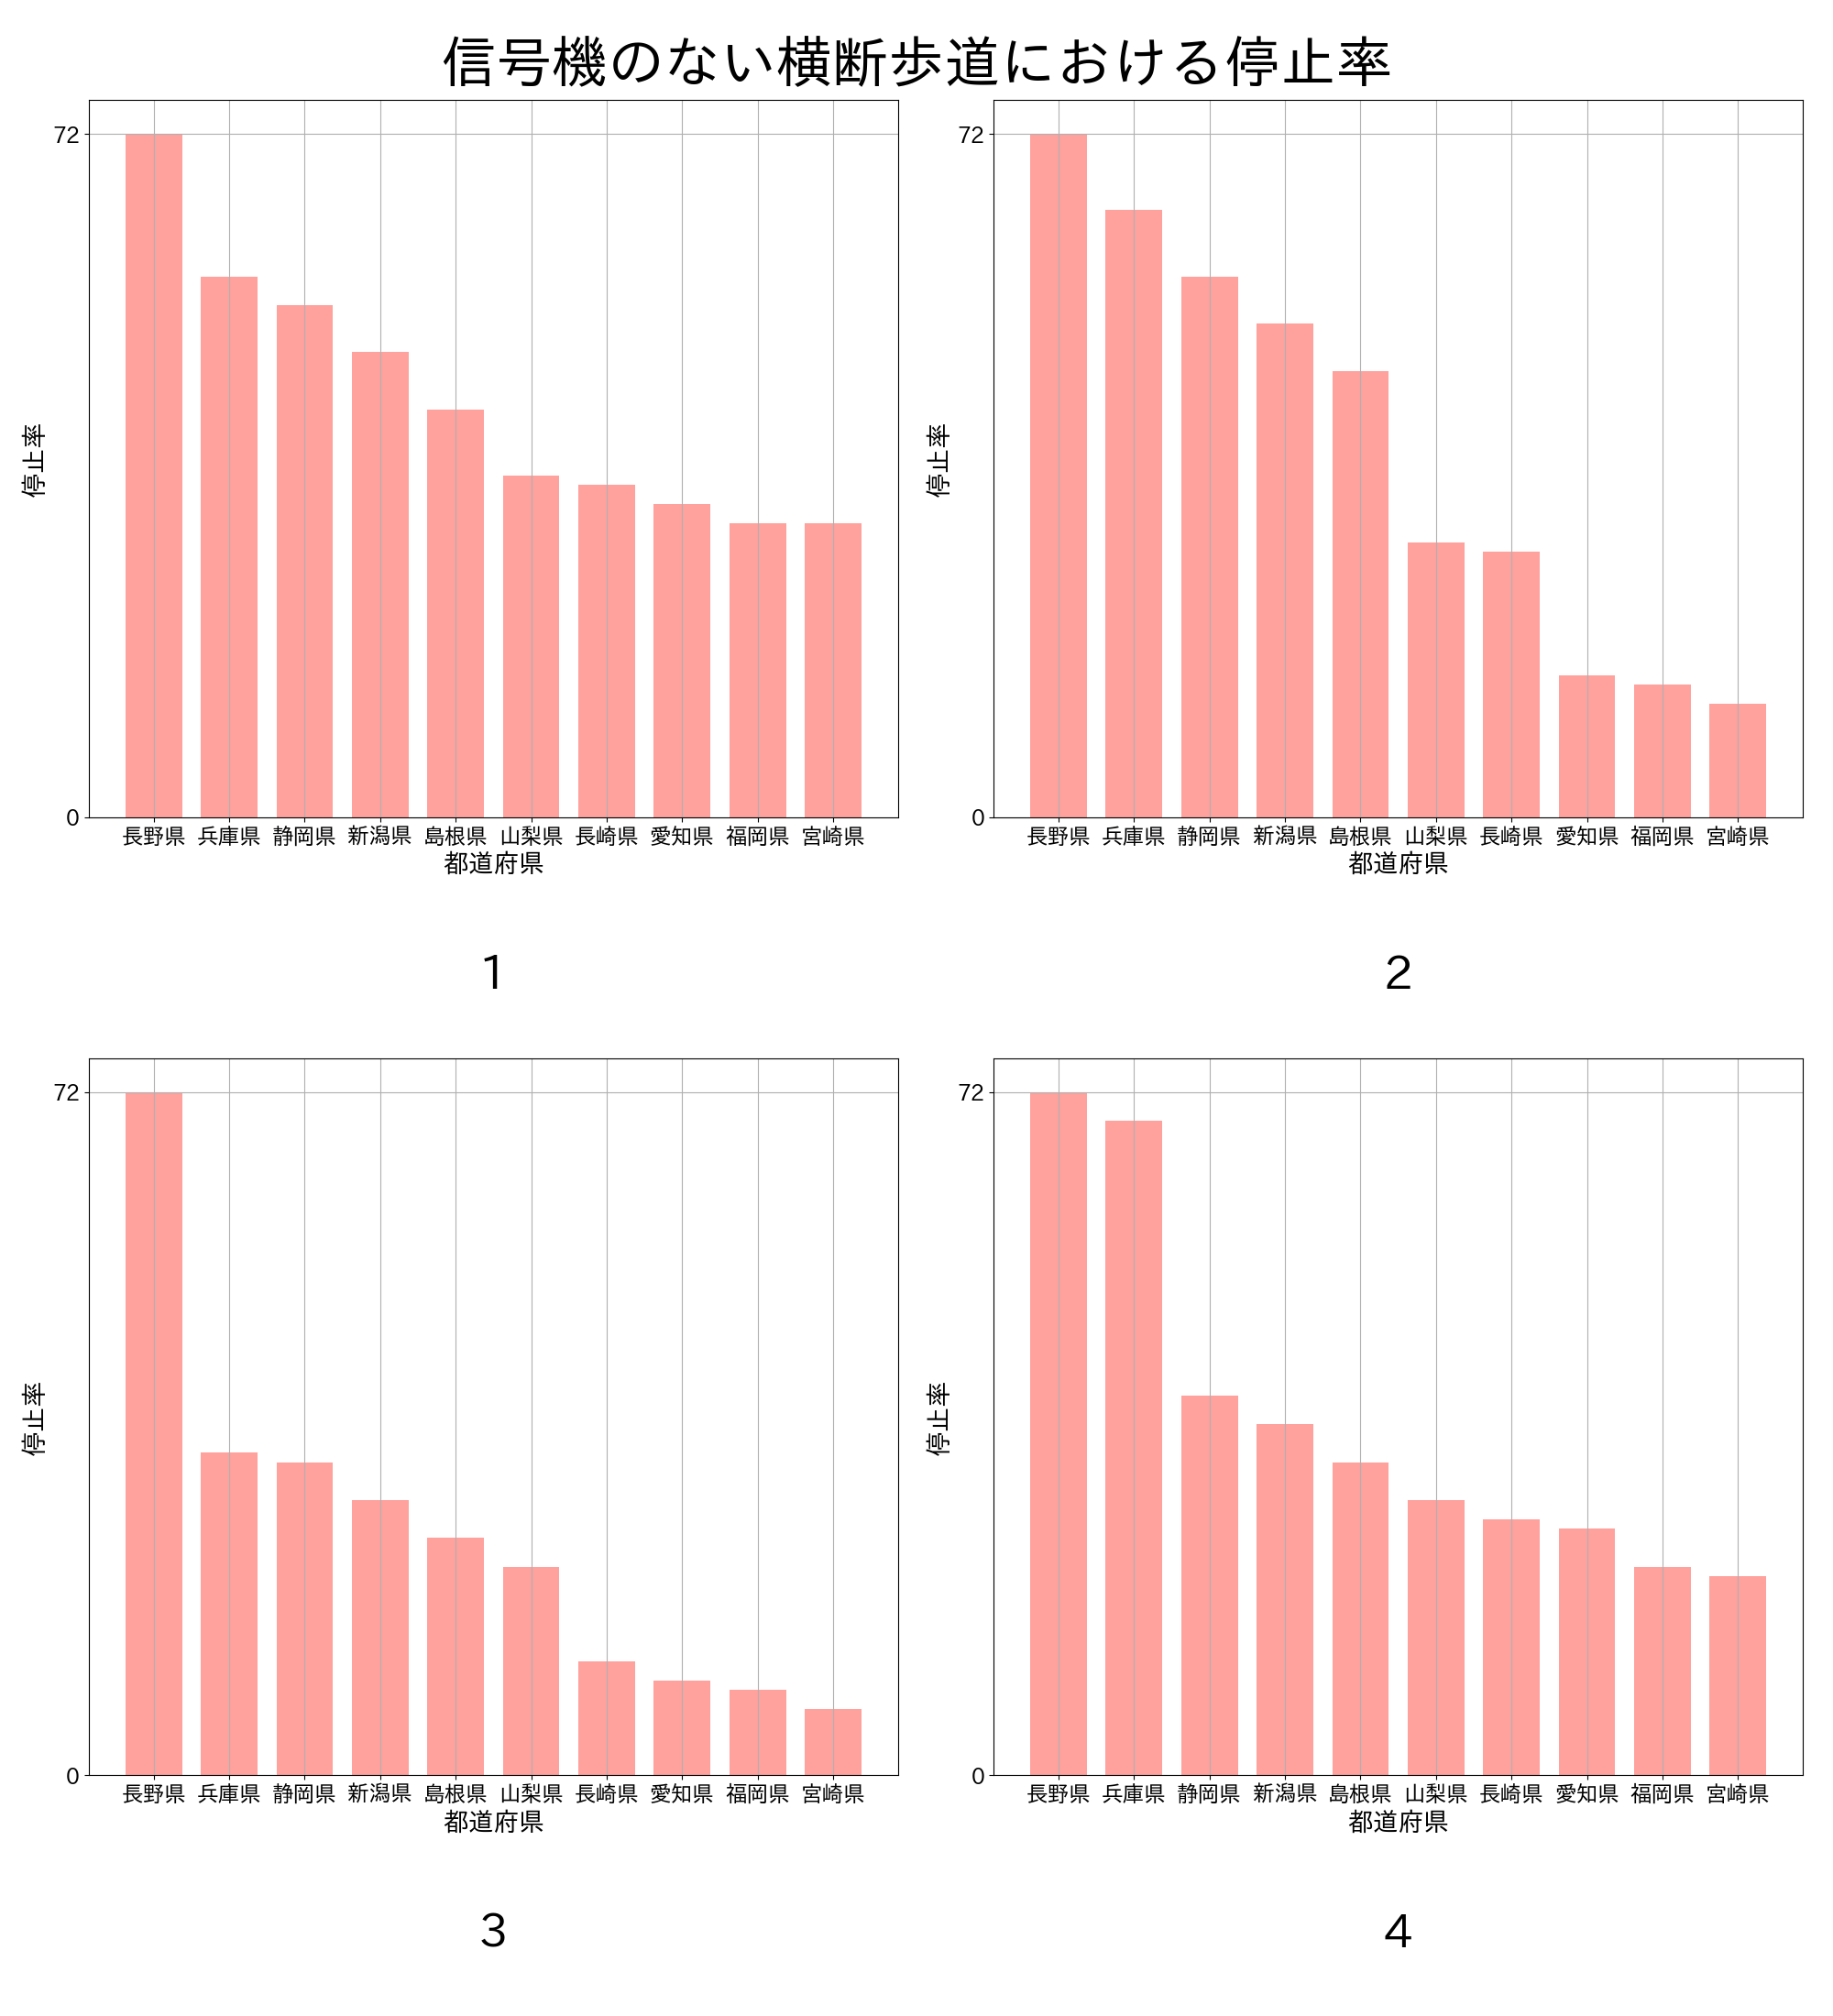 信号機のない横断歩道における停止率
72
0
停止率
長野県 兵庫県 静岡県 新潟県 島根県 山梨県 長崎県 愛知県 福岡県 宮崎県
都道府県
1
72
0
停止率
長野県 兵庫県 静岡県 新潟県 島根県 山梨県 長崎県 愛知県 福岡県 宮崎県
都道府県
2
72
0
停止率
長野県 兵庫県 静岡県 新潟県 島根県 山梨県 長崎県 愛知県 福岡県 宮崎県
都道府県
3
72
0
停止率
長野県 兵庫県 静岡県 新潟県 島根県 山梨県 長崎県 愛知県 福岡県 宮崎県
都道府県
4